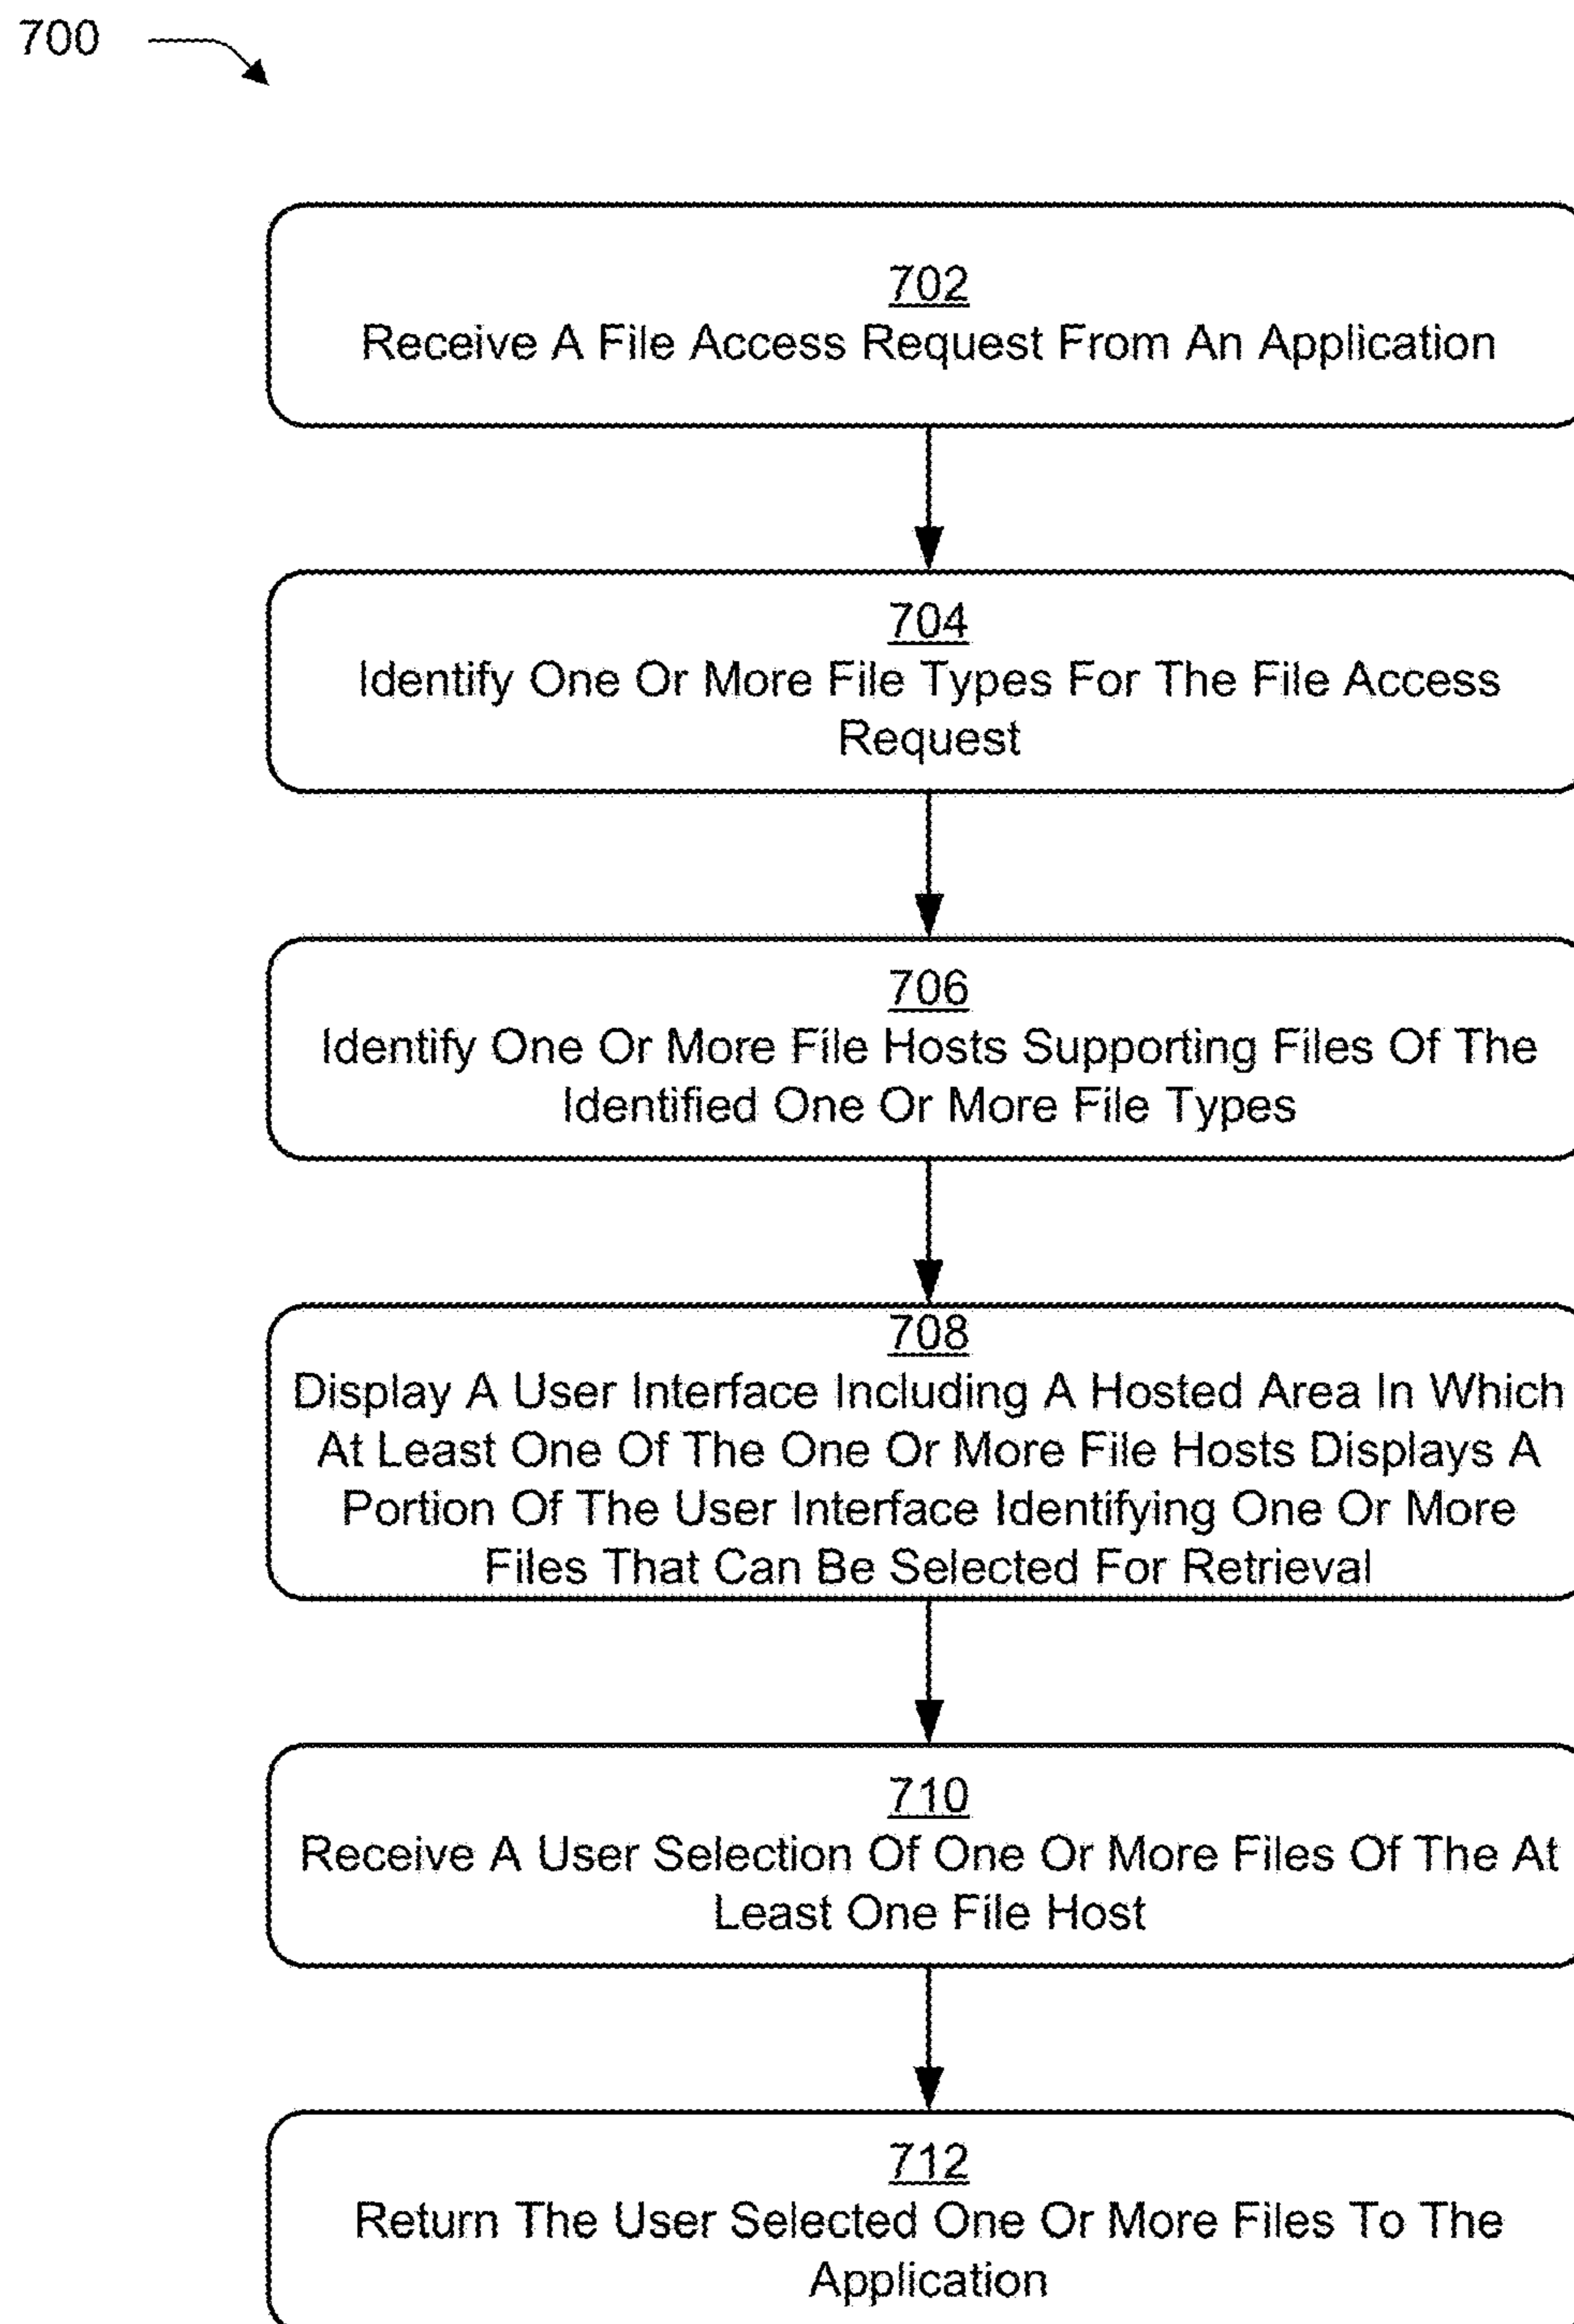 700
702
Receive A File Access Request From An Application
704
Identify One Or More File Types For The File Access
Request
706
Identify One Or More File Hosts Supporting Files Of The
Identified One Or More File Types
708
Display A User Interface Including A Hosted Area In Which
At Least One Of The One Or More File Hosts Displays A
Portion Of The User Interface Identifying One Or More
Files That Can Be Selected For Retrieval
710
Receive A User Selection Of One Or More Files Of The At
Least One File Host
712
Return The User Selected One Or More Files To The
Application